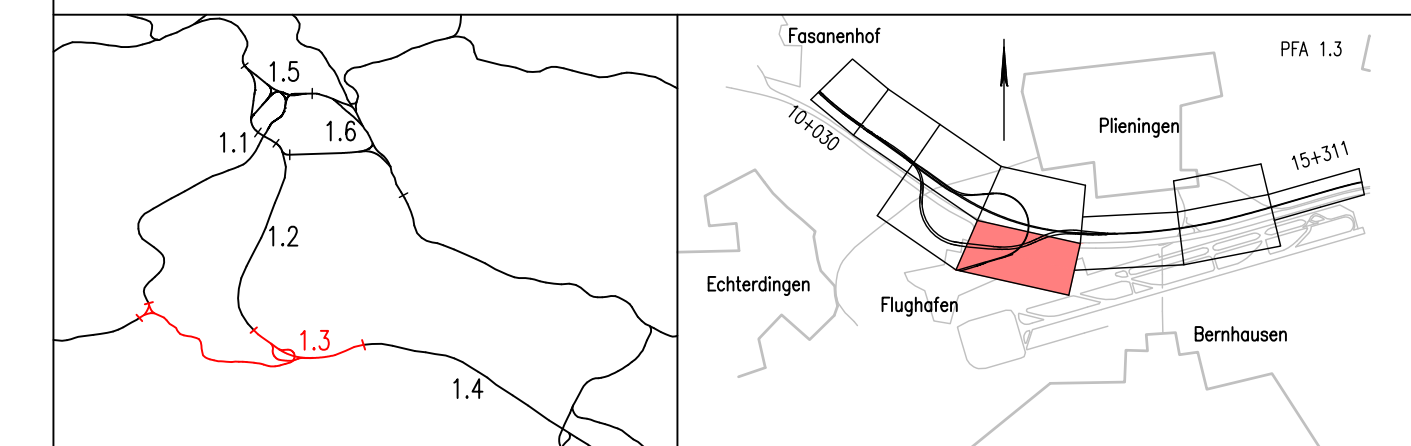 1.5
1.1
1.6
1.2
1.3
1.4
Fasanenhof
PFA 1.3
10+030
Plieningen
15+311
Echterdingen
Flughafen
Bernhausen